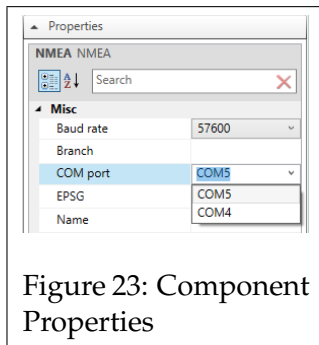 Properties
NMEA NMEA
Search
Misc
Baud rate 57600
Branch
COM port COM5
EPSG COM5
Name COM4
Figure 23: Component
Properties